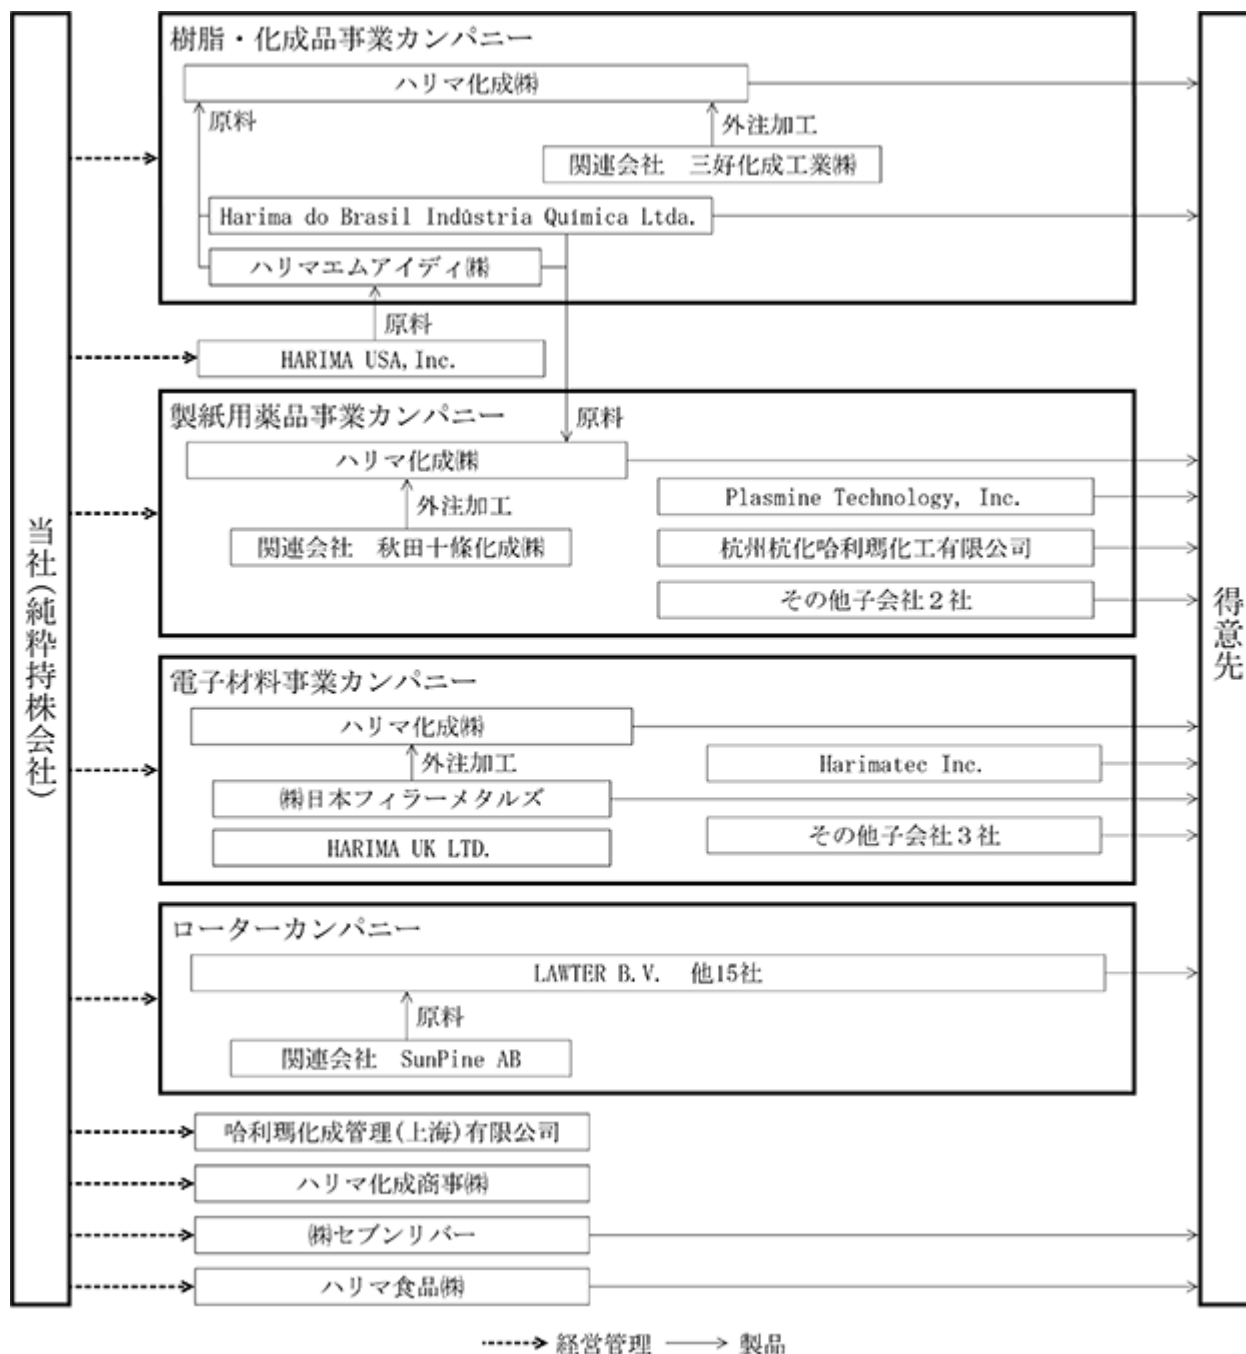 樹脂・化成品事業カンパニー
ハリマ化成㈱
原料
外注加工
関連会社　三好化成工業㈱
Harima do Brasil Indústria Química Ltda.
ハリマエムアイディ㈱
原料
HARIMA USA, Inc.
製紙用薬品事業カンパニー
原料
ハリマ化成㈱
外注加工
関連会社　秋田十條化成㈱
Plasmine Technology, Inc.
杭州杭化哈利瑪化工有限公司
その他子会社２社
当社(純粋持株会社)
得意先
電子材料事業カンパニー
ハリマ化成㈱
外注加工
㈱日本フィラーメタルズ
HARIMA UK LTD.
Harimatec Inc.
その他子会社３社
ローターカンパニー
LAWTER B.V.　他15社
原料
関連会社　SunPine AB
哈利瑪化成管理(上海)有限公司
ハリマ化成商事㈱
㈱セブンリバー
ハリマ食品㈱
経営管理
製品